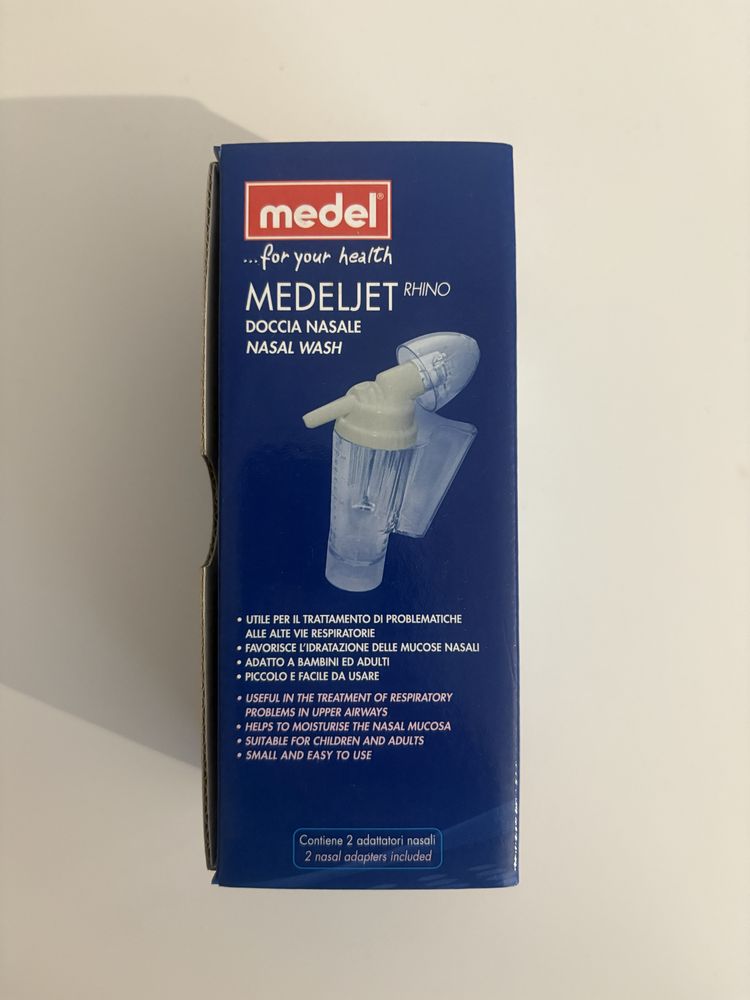 medel®
...for your health
MEDELJET RHINO
DOCCIA NASALE
NASAL WASH
• UTILE PER IL TRATTAMENTO DI PROBLEMATICHE
ALLE ALTE VIE RESPIRATORIE
• FAVORISCE L'IDRATAZIONE DELLE MUCOSE NASALI
• ADATTO A BAMBINI ED ADULTI
• PICCOLO E FACILE DA USARE
• USEFUL IN THE TREATMENT OF RESPIRATORY
PROBLEMS IN UPPER AIRWAYS
• HELPS TO MOISTURISE THE NASAL MUCOSA
• SUITABLE FOR CHILDREN AND ADULTS
• SMALL AND EASY TO USE
Contiene 2 adattatori nasali
2 nasal adapters included